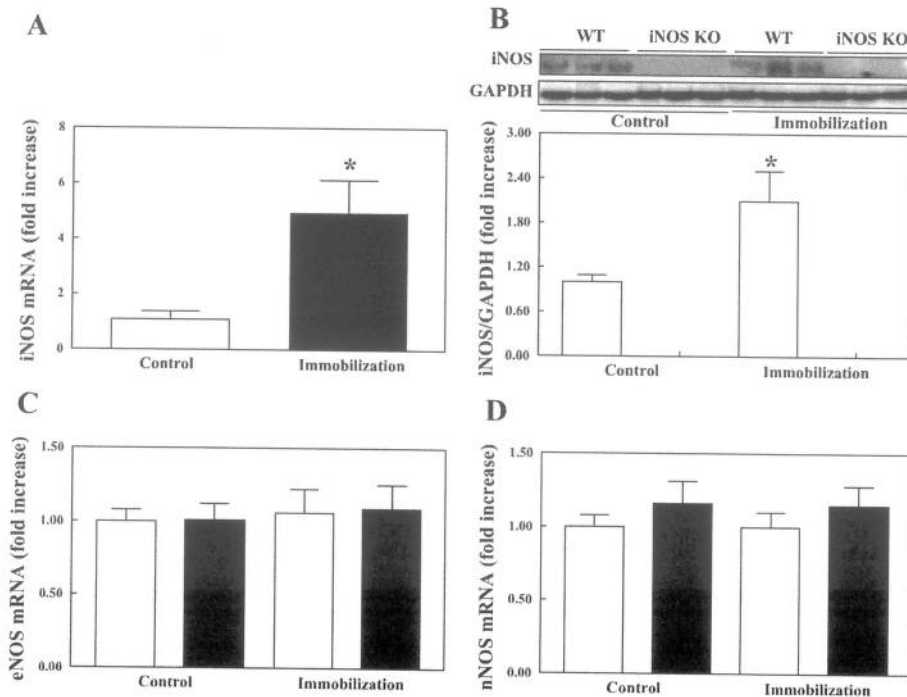 A
iNOS mRNA (fold increase)
8
6
4
2
0
*
Control Immobilization
B
WT iNOS KO WT iNOS KO
iNOS
GAPDH
Control Immobilization
iNOS/GAPDH (fold increase)
3.00
2.40
1.80
1.20
0.60
0.00
*
Control Immobilization
C
eNOS mRNA (fold increase)
1.50
1.00
0.50
0.00
Control Immobilization
D
nNOS mRNA (fold increase)
1.50
1.00
0.50
0.00
Control Immobilization